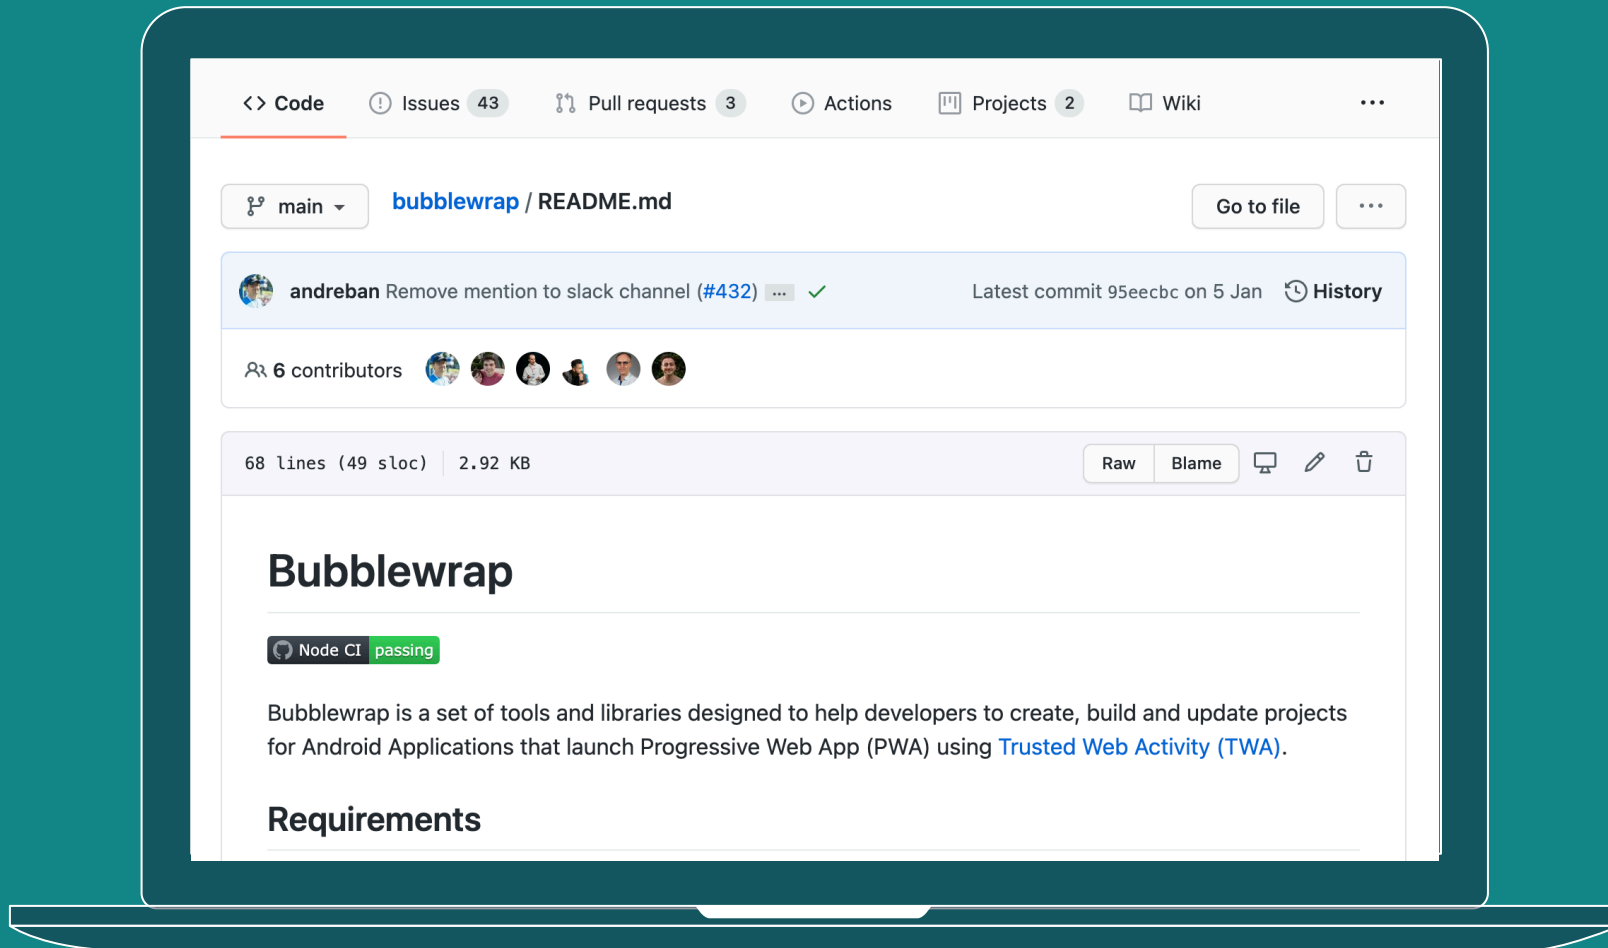 Code Issues 43 Pull requests 3 Actions Projects 2 Wiki ...
main bubblewrap / README.md Go to file ...
andreban Remove mention to slack channel (#432) ... Latest commit 95eecbc on 5 Jan History
6 contributors
68 lines (49 sloc) 2.92 KB Raw Blame
Bubblewrap
Node CI passing
Bubblewrap is a set of tools and libraries designed to help developers to create, build and update projects
for Android Applications that launch Progressive Web App (PWA) using Trusted Web Activity (TWA).
Requirements